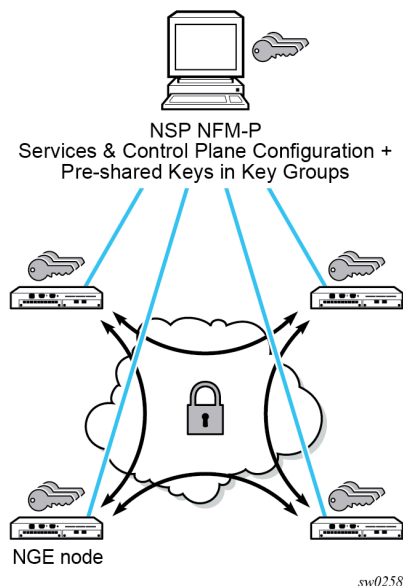 NSP NFM-P
Services & Control Plane Configuration +
Pre-shared Keys in Key Groups
NGE node
sw0258